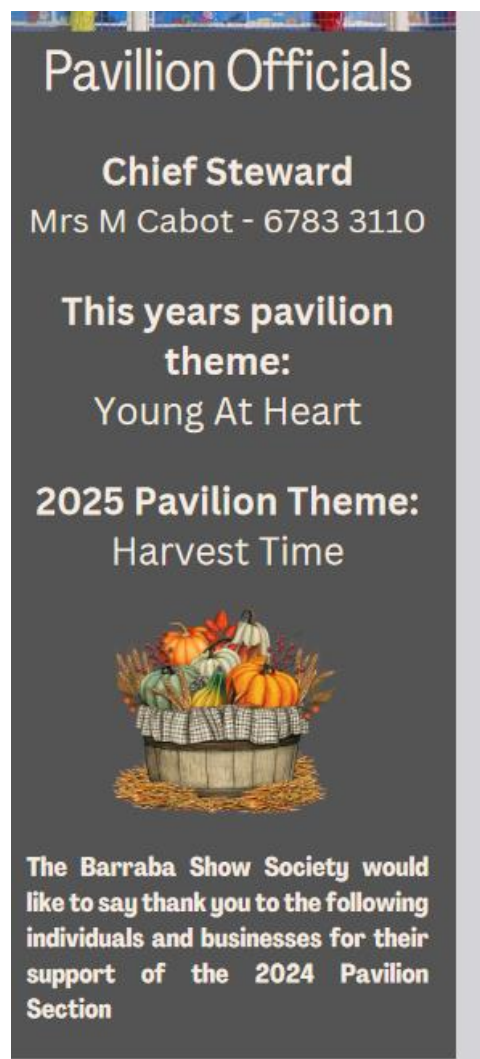 Pavillion Officials
Chief Steward
Mrs M Cabot - 6783 3110
This years pavilion
theme:
Young At Heart
2025 Pavilion Theme:
Harvest Time
The Barraba Show Society would
like to say thank you to the following
individuals and businesses for their
support of the 2024 Pavilion
Section